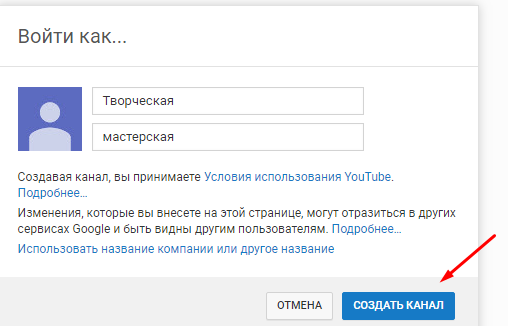 Войти как...
Творческая
мастерская
Создавая канал, вы принимаете Условия использования YouTube.
Подробнее...
Изменения, которые вы внесете на этой странице, могут отразиться в других
сервисах Google и быть видны другим пользователям. Подробнее...
Использовать название компании или другое название
ОТМЕНА
СОЗДАТЬ КАНАЛ